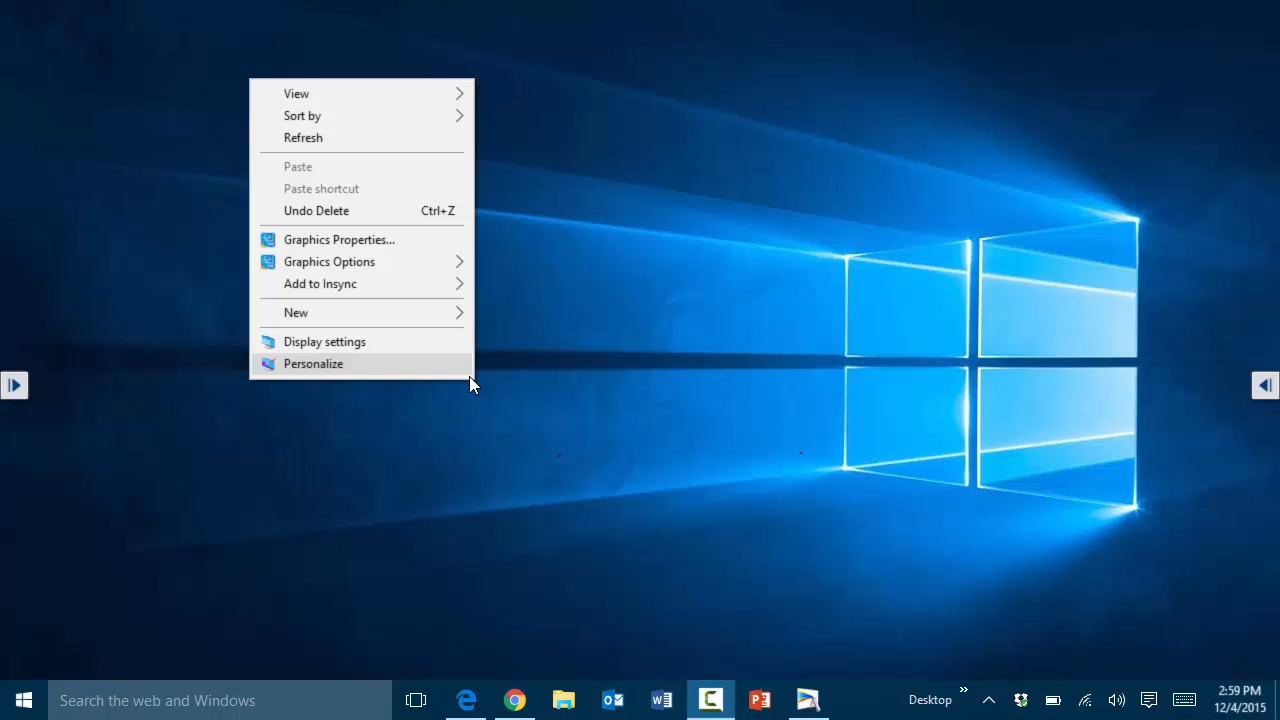 View
Sort by
Refresh
Paste
Paste shortcut
Undo Delete Ctrl+Z
Graphics Properties...
Graphics Options
Add to Insync
New
Display settings
Personalize
Search the web and Windows
Desktop
2:59 PM
12/4/2015